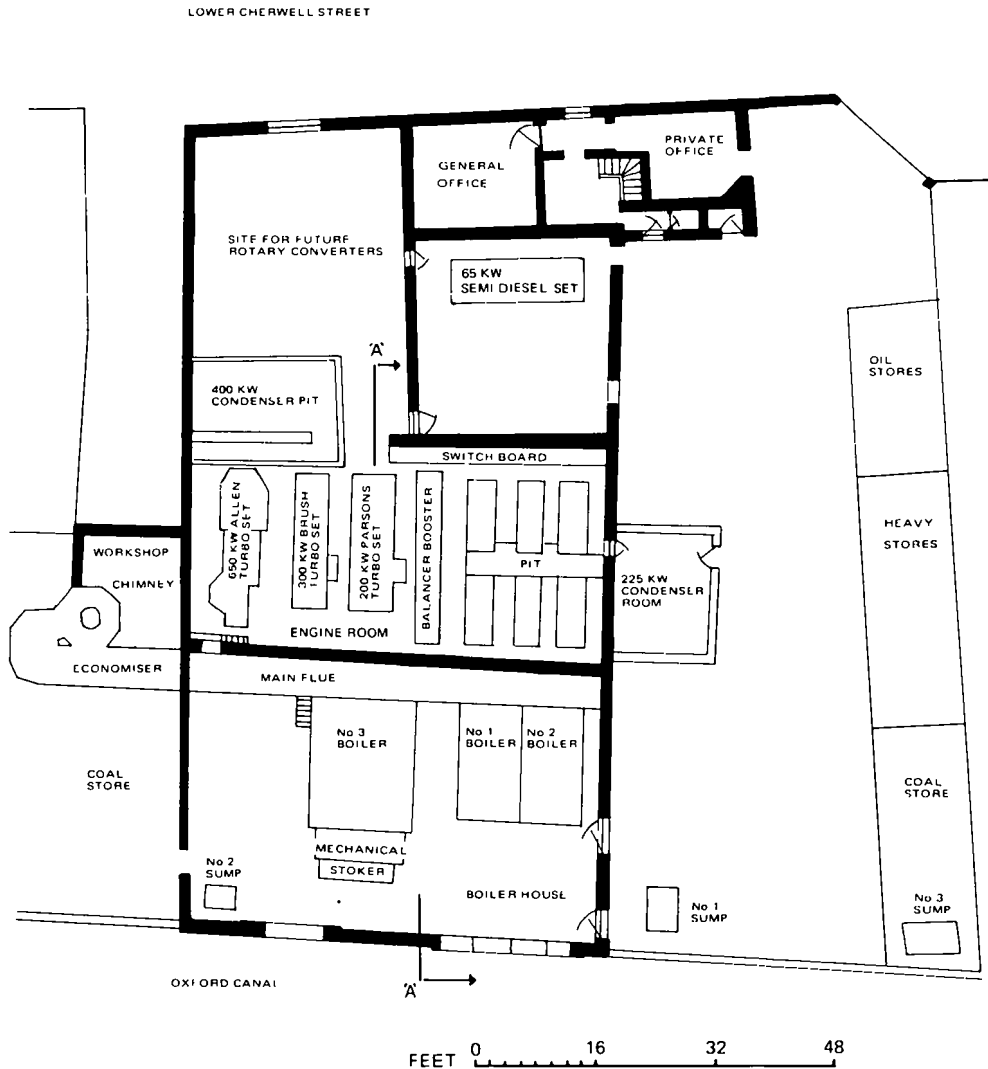 LOWER CHERWELL STREET
PRIVATE
OFFICE
GENERAL
OFFICE
SITE FOR FUTURE
ROTARY CONVERTERS
65 KW
SEMI DIESEL SET
'A'
400 KW
CONDENSER PIT
OIL
STORES
SWITCH BOARD
650 KW ALLEN
TURBO SET
300 KW BRUSH
TURBO SET
200 KW PARSONS
TURBO SET
BALANCER BOOSTER
PIT
HEAVY
STORES
WORKSHOP
CHIMNEY
225 KW
CONDENSER
ROOM
ENGINE ROOM
ECONOMISER
MAIN FLUE
No 3
BOILER
No 1
BOILER
No 2
BOILER
COAL
STORE
COAL
STORE
MECHANICAL
STOKER
No 2
SUMP
BOILER HOUSE
No 1
SUMP
No 3
SUMP
OXFORD CANAL
'A'
FEET 0 16 32 48